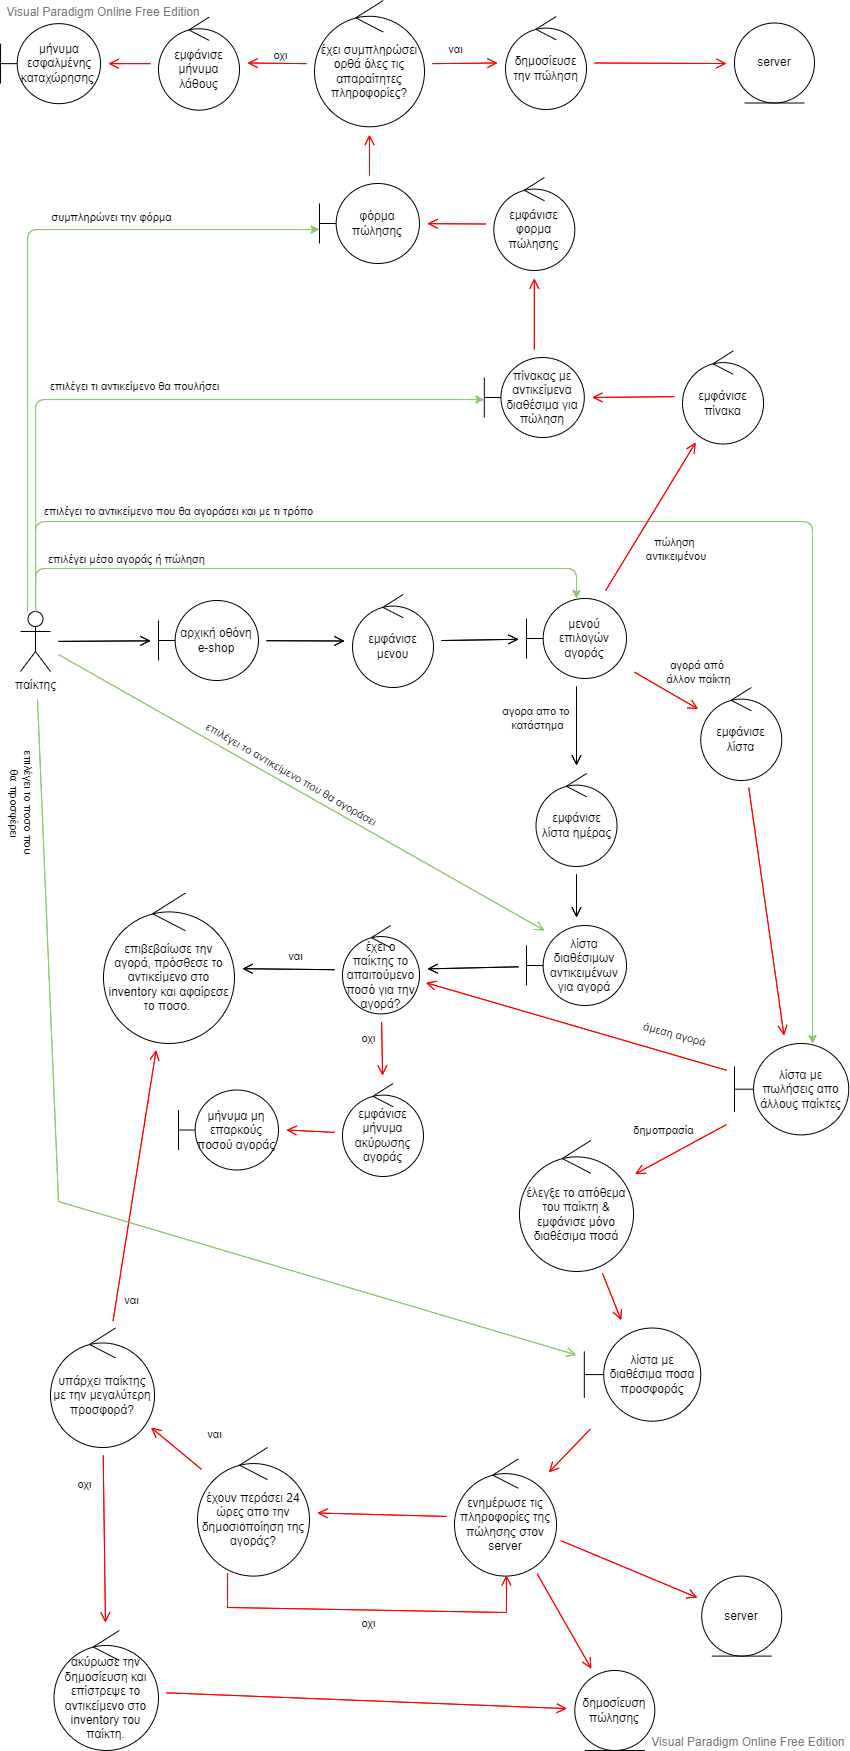 Visual Paradigm Online Free Edition
μήνυμα
εσφαλμένης
καταχώρησης
εμφάνισε
μήνυμα
λάθους
οχι
έχει συμπληρώσει
ορθά όλες τις
απαραίτητες
πληροφορίες?
ναι
δημοσίευσε
την πώληση
server
συμπληρώνει την φόρμα
φόρμα
πώλησης
εμφάνισε
φορμα
πώλησης
επιλέγει τι αντικείμενο θα πουλήσει
πίνακας με
αντικείμενα
διαθέσιμα για
πώληση
εμφάνισε
πίνακα
επιλέγει το αντικείμενο που θα αγοράσει και με τι τρόπο
πώληση
αντικειμένου
επιλέγει μέσο αγοράς ή πώληση
παίκτης
αρχική οθόνη
e-shop
εμφάνισε
μενου
μενού
επιλογών
αγοράς
αγορά από
άλλον παίκτη
αγορα απο το
κατάστημα
εμφάνισε
λίστα
επιλέγει το αντικείμενο που θα αγοράσει
επιλέγει το ποσο που
θα προσφέρει
εμφάνισε
λίστα ημέρας
επιβεβαίωσε την
αγορά, πρόσθεσε το
αντικείμενο στο
inventory και αφαίρεσε
το ποσο.
ναι
έχει ο
παίκτης το
απαιτούμενο
ποσό για την
αγορά?
λίστα
διαθέσιμων
αντικειμένων
για αγορά
οχι
άμεση αγορά
λίστα με
πωλήσεις απο
άλλους παίκτες
μήνυμα μη
επαρκούς
ποσού αγοράς
εμφάνισε
μήνυμα
ακύρωσης
αγοράς
δημοπρασία
έλεγξε το απόθεμα
του παίκτη &
εμφάνισε μόνο
διαθέσιμα ποσά
ναι
λίστα με
διαθέσιμα ποσα
προσφοράς
υπάρχει παίκτης
με την μεγαλύτερη
προσφορά?
ναι
οχι
έχουν περάσει 24
ώρες απο την
δημοσιοποίηση της
αγοράς?
ενημέρωσε τις
πληροφορίες της
πώλησης στον
server
οχι
server
ακύρωσε την
δημοσίευση και
επίστρεψε το
αντικείμενο στο
inventory του
παίκτη.
δημοσίευση
πώλησης
Visual Paradigm Online Free Edition